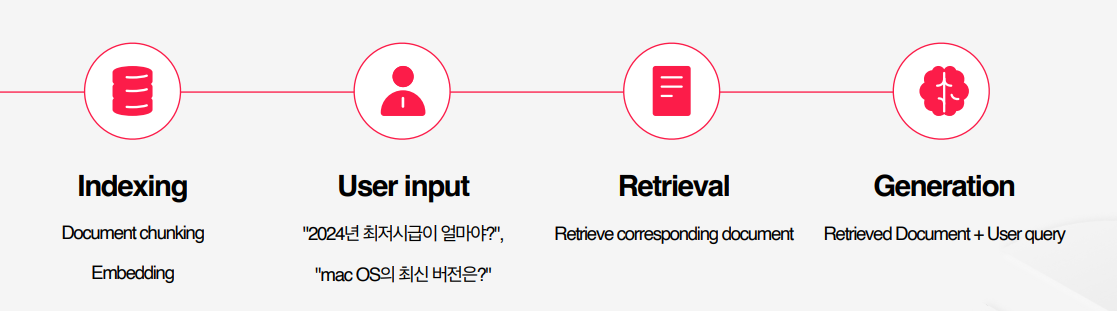 Indexing
Document chunking
Embedding
User input
"2024년 최저시급이 얼마야?",
"mac OS의 최신 버전은?"
Retrieval
Retrieve corresponding document
Generation
Retrieved Document + User query